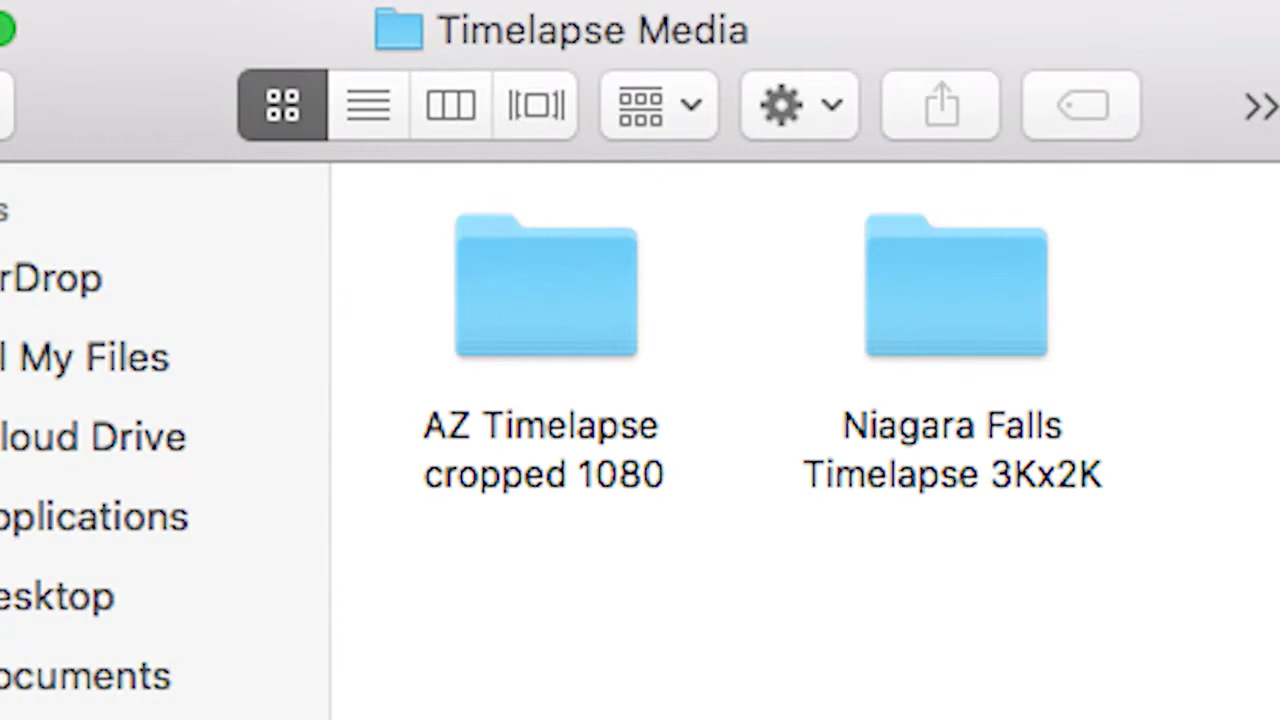 Timelapse Media
s
rDrop
l My Files
loud Drive
pplications
esktop
ocuments
AZ Timelapse
cropped 1080
Niagara Falls
Timelapse 3Kx2K